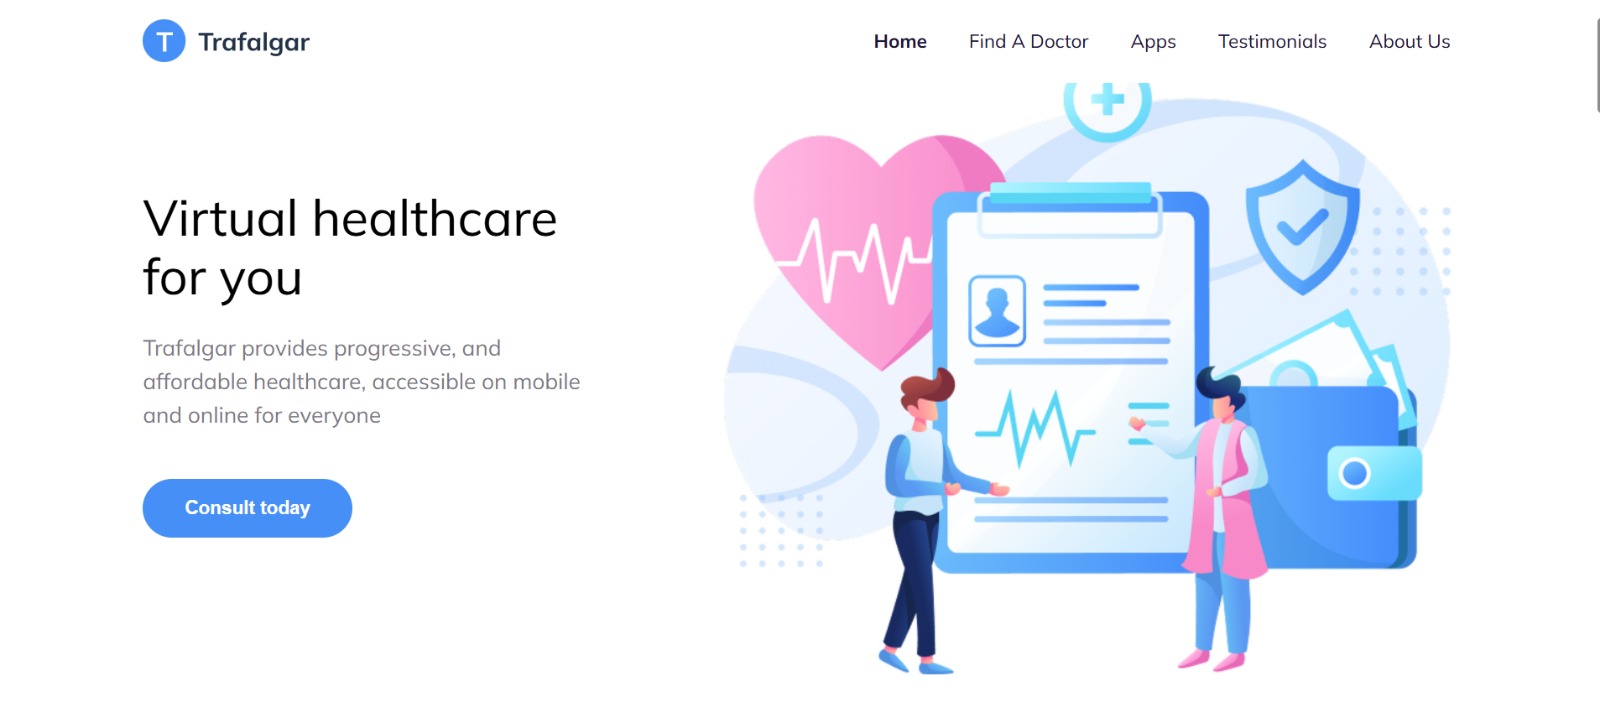 T Trafalgar
Home Find A Doctor Apps Testimonials About Us
Virtual healthcare
for you
Trafalgar provides progressive, and
affordable healthcare, accessible on mobile
and online for everyone
Consult today